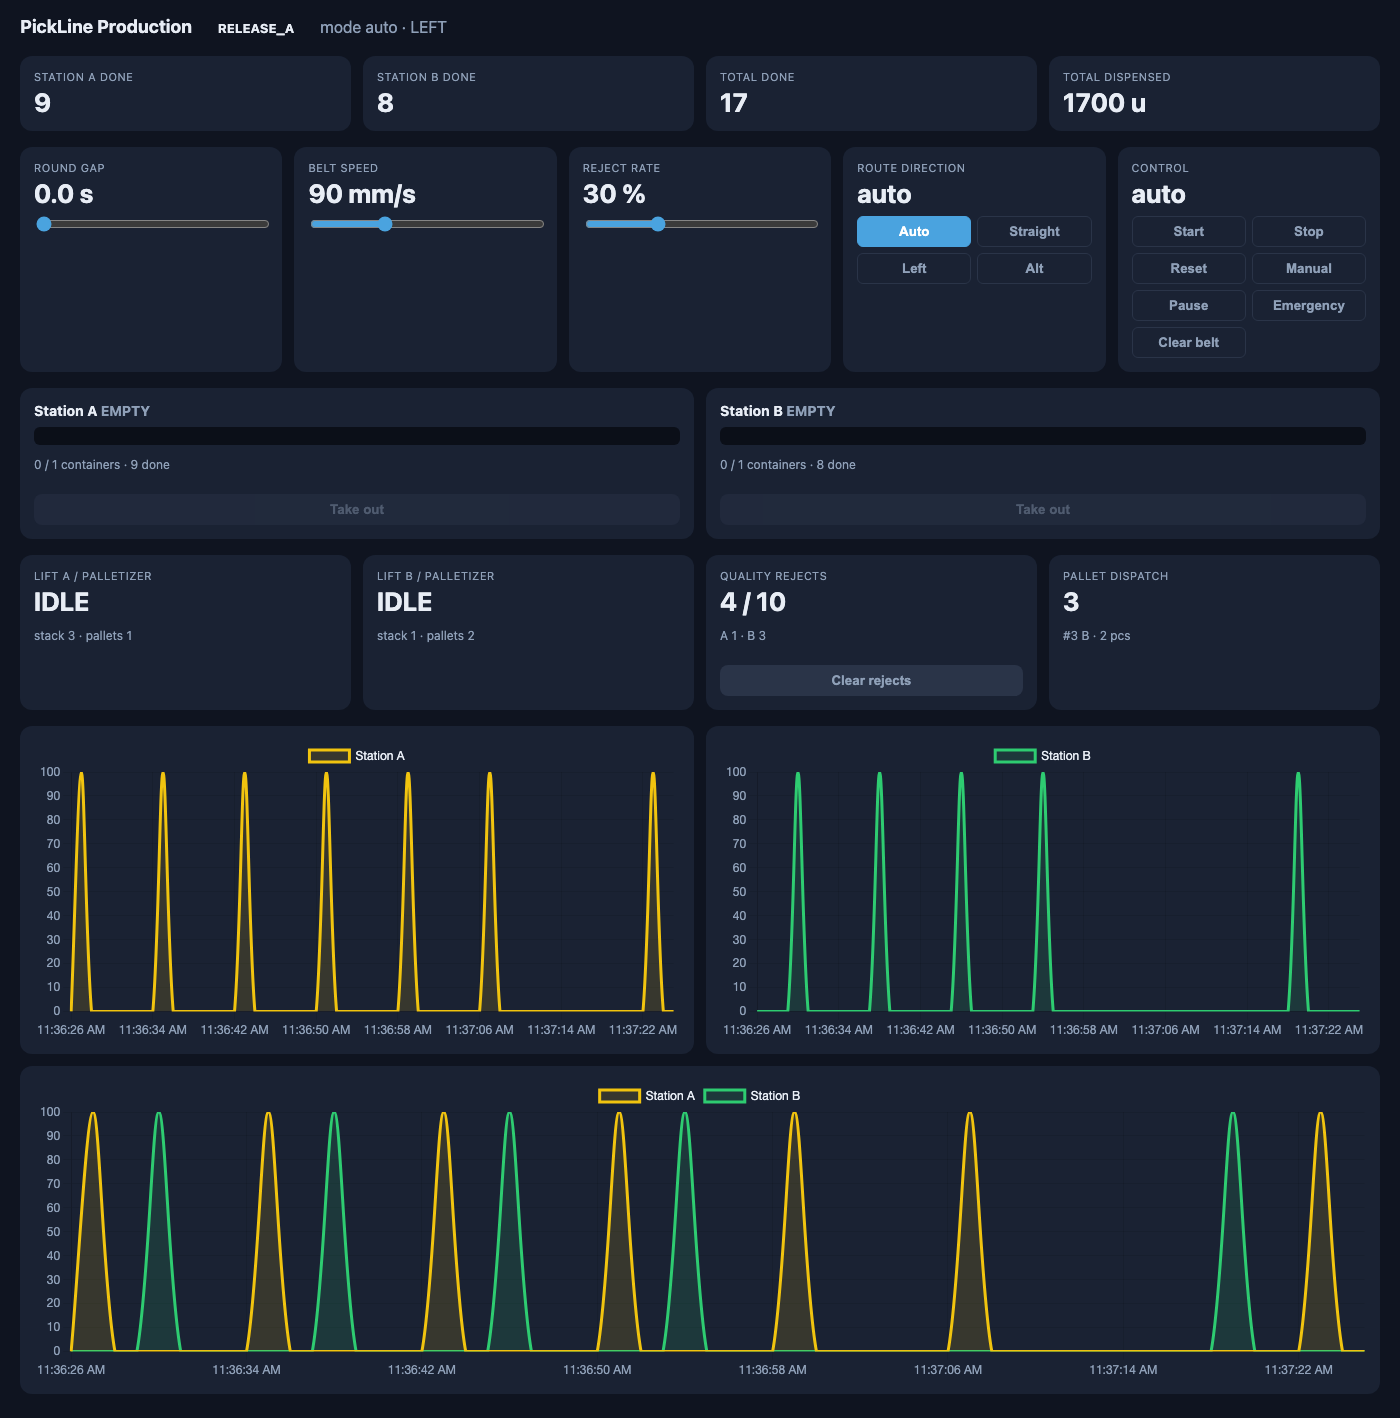 PickLine Production RELEASE_A mode auto · LEFT
STATION A DONE
9
STATION B DONE
8
TOTAL DONE
17
TOTAL DISPENSED
1700 u
ROUND GAP
0.0 s
BELT SPEED
90 mm/s
REJECT RATE
30 %
ROUTE DIRECTION
auto
Auto Straight
Left Alt
CONTROL
auto
Start Stop
Reset Manual
Pause Emergency
Clear belt
Station A EMPTY
0 / 1 containers · 9 done
Take out
Station B EMPTY
0 / 1 containers · 8 done
Take out
LIFT A / PALLETIZER
IDLE
stack 3 · pallets 1
LIFT B / PALLETIZER
IDLE
stack 1 · pallets 2
QUALITY REJECTS
4 / 10
A 1 · B 3
Clear rejects
PALLET DISPATCH
3
#3 B · 2 pcs
Station A
100
90
80
70
60
50
40
30
20
10
0
11:36:26 AM 11:36:34 AM 11:36:42 AM 11:36:50 AM 11:36:58 AM 11:37:06 AM 11:37:14 AM 11:37:22 AM
Station B
100
90
80
70
60
50
40
30
20
10
0
11:36:26 AM 11:36:34 AM 11:36:42 AM 11:36:50 AM 11:36:58 AM 11:37:06 AM 11:37:14 AM 11:37:22 AM
Station A Station B
100
90
80
70
60
50
40
30
20
10
0
11:36:26 AM 11:36:34 AM 11:36:42 AM 11:36:50 AM 11:36:58 AM 11:37:06 AM 11:37:14 AM 11:37:22 AM